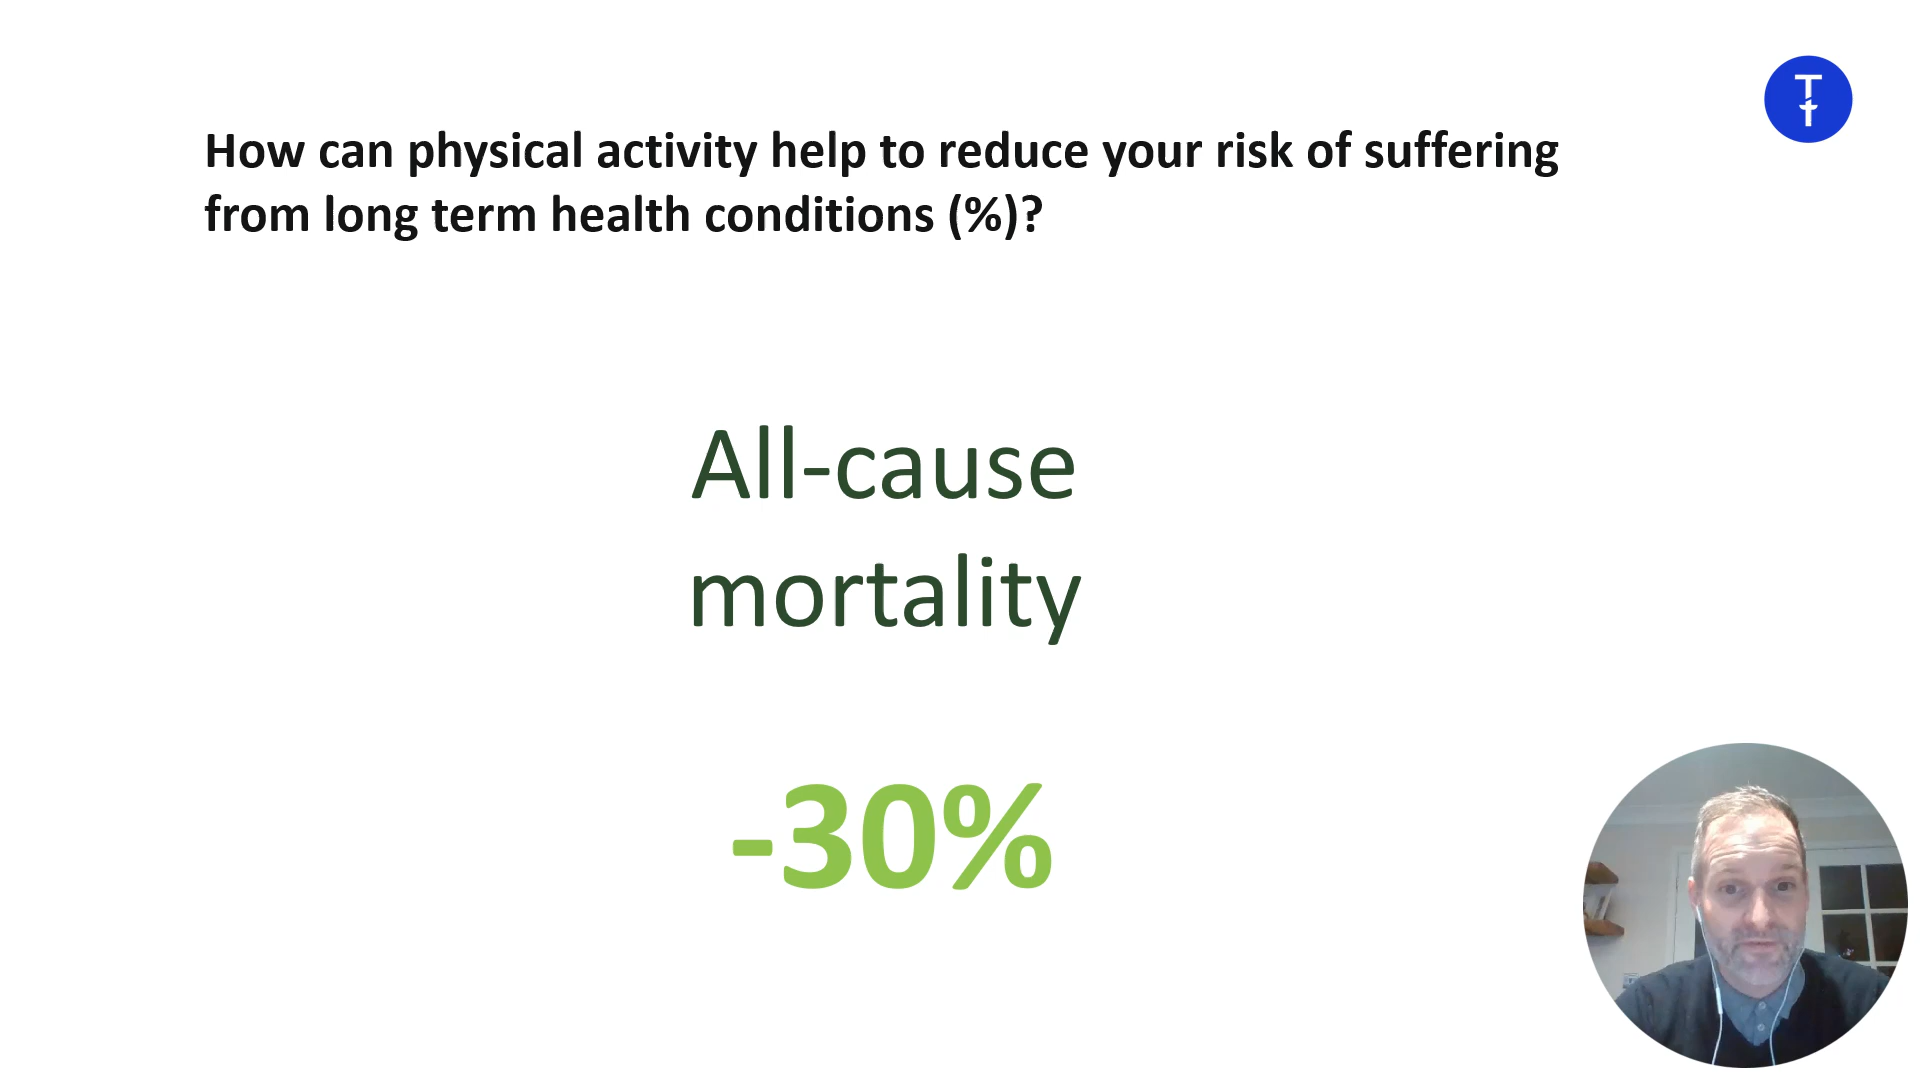 Tt
How can physical activity help to reduce your risk of suffering
from long term health conditions (%)?
All-cause
mortality
-30%